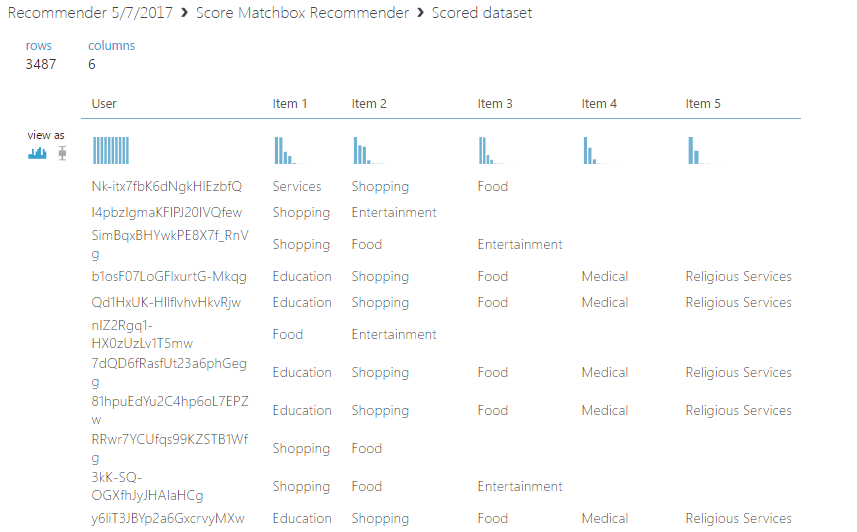 Recommender 5/7/2017 › Score Matchbox Recommender › Scored dataset
rows columns
3487 6
User Item 1 Item 2 Item 3 Item 4 Item 5
view as
Nk-itx7fbK6dNgkHIEzbfQ Services Shopping Food
I4pbzIgmaKFIPJ20IVQfew Shopping Entertainment
SimBqxBHYwkPE8X7f_RnV
g Shopping Food Entertainment
b1osF07LoGFIxurtG-Mkqg Education Shopping Food Medical Religious Services
Qd1HxUK-HIlfIvhvHkvRjw Education Shopping Food Medical Religious Services
nIZ2Rgq1-
HX0zUzLv1T5mw Food Entertainment
7dQD6fRasfUt23a6phGeg
g Education Shopping Food Medical Religious Services
81hpuEdYu2C4hp6oL7EPZ
w Education Shopping Food Medical Religious Services
RRwr7YCUfqs99KZSTB1Wf
g Shopping Food
3kK-SQ-
OGXfhJyJHAIaHCg Shopping Food Entertainment
y6IiT3JBYp2a6GxcrvyMXw Education Shopping Food Medical Religious Services